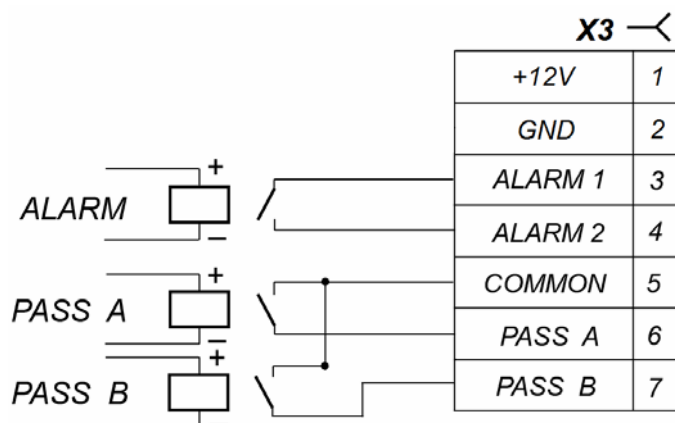 X3
+12V 1
GND 2
+
ALARM 1 3
ALARM
–
ALARM 2 4
+
COMMON 5
PASS A
–
PASS A 6
+
PASS B
PASS B 7
–